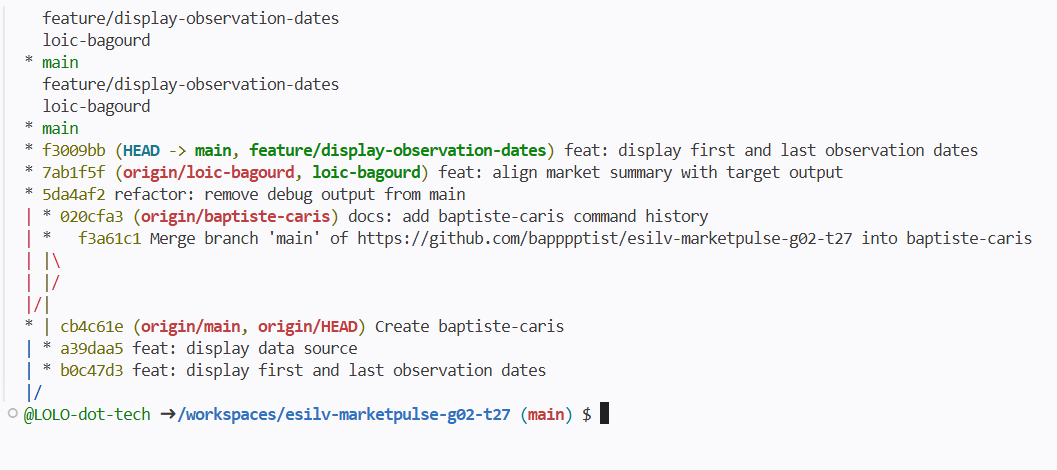 feature/display-observation-dates
  loic-bagourd
* main
  feature/display-observation-dates
  loic-bagourd
* main
* f3009bb (HEAD -> main, feature/display-observation-dates) feat: display first and last observation dates
* 7ab1f5f (origin/loic-bagourd, loic-bagourd) feat: align market summary with target output
* 5da4af2 refactor: remove debug output from main
| * 020cfa3 (origin/baptiste-caris) docs: add baptiste-caris command history
| *   f3a61c1 Merge branch 'main' of https://github.com/bapppptist/esilv-marketpulse-g02-t27 into baptiste-caris
| |\
| |/
|/|
* | cb4c61e (origin/main, origin/HEAD) Create baptiste-caris
| * a39daa5 feat: display data source
| * b0c47d3 feat: display first and last observation dates
|/
@LOLO-dot-tech ➜/workspaces/esilv-marketpulse-g02-t27 (main) $